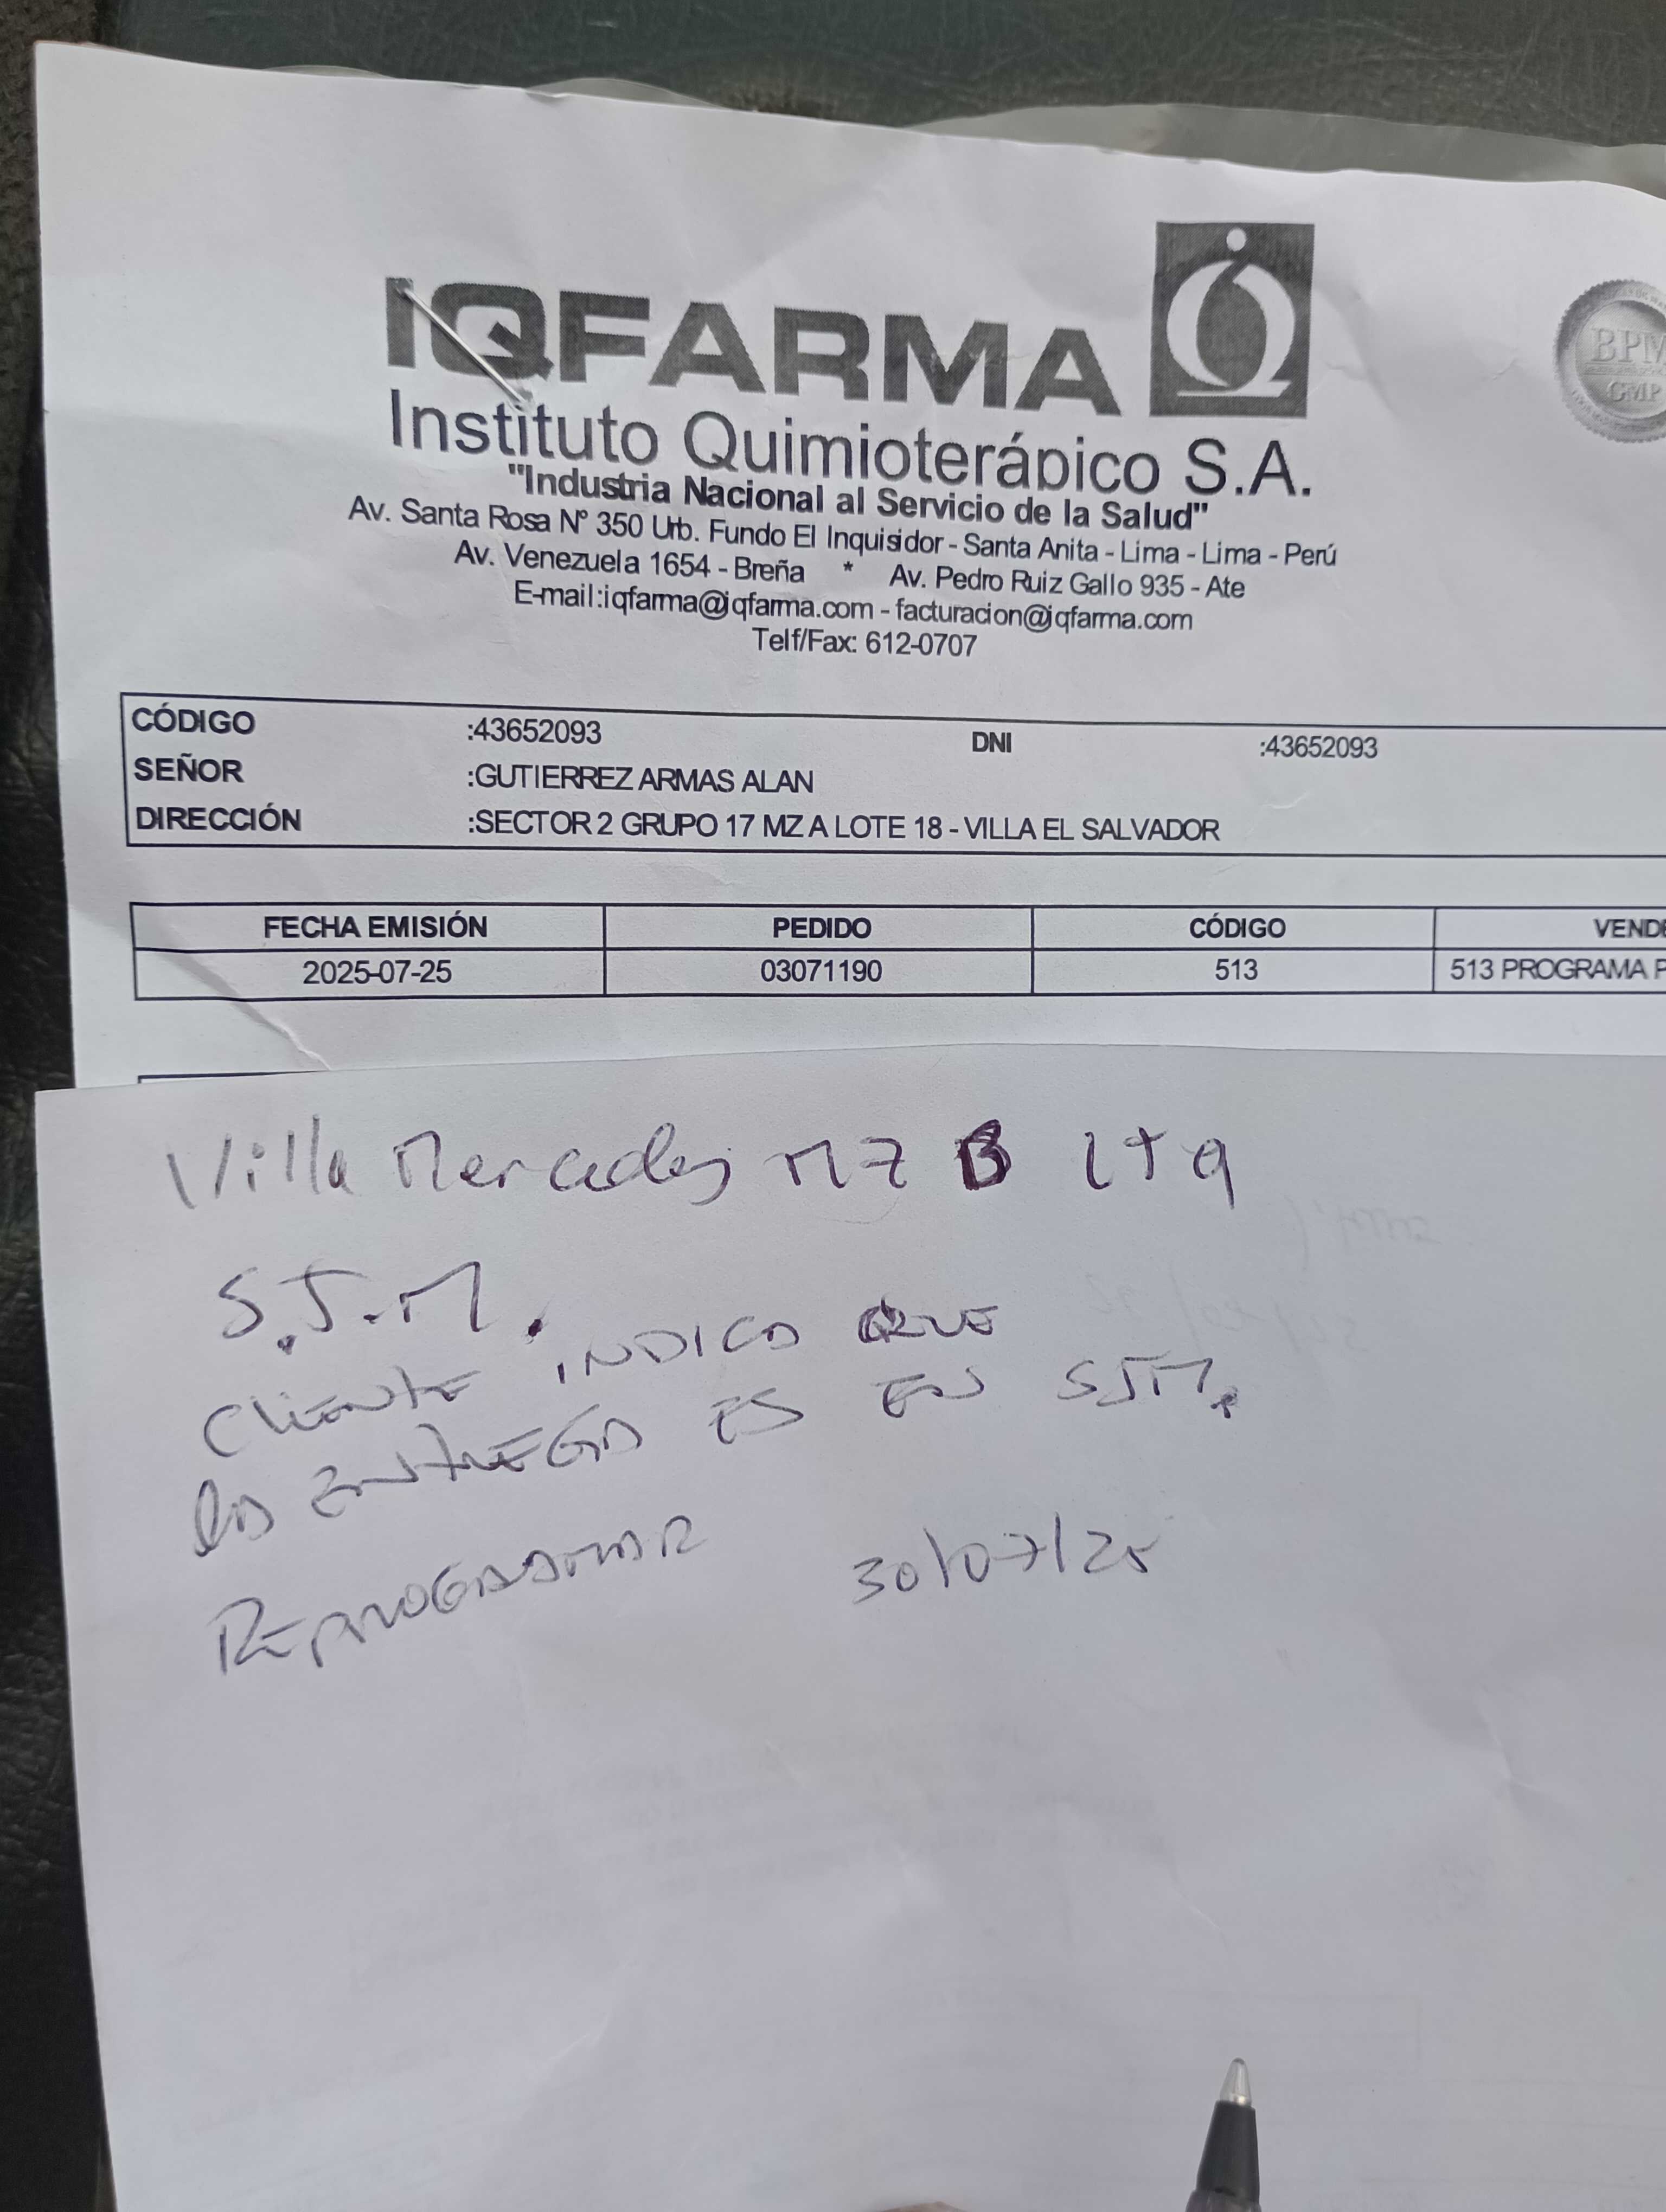 IQFARMA
Instituto Quimioterápico S.A.
"Industria Nacional al Servicio de la Salud"
Av. Santa Rosa N° 350 Urb. Fundo El Inquisidor - Santa Anita - Lima - Lima - Perú
Av. Venezuela 1654 - Breña * Av. Pedro Ruiz Gallo 935 - Ate
E-mail:iqfarma@iqfarma.com - facturacion@iqfarma.com
Telf/Fax: 612-0707
BPM
GMP
CÓDIGO :43652093 DNI :43652093
SEÑOR :GUTIERREZ ARMAS ALAN
DIRECCIÓN :SECTOR 2 GRUPO 17 MZ A LOTE 18 - VILLA EL SALVADOR
FECHA EMISIÓN PEDIDO CÓDIGO VENDE
2025-07-25 03071190 513 513 PROGRAMA P
Villa Mercedes MZ B LT 9
S.J.M.
CLIENTE INDICO QUE
LA ENTREGA ES EN SJM.
REPROGRAMAR 30/07/25